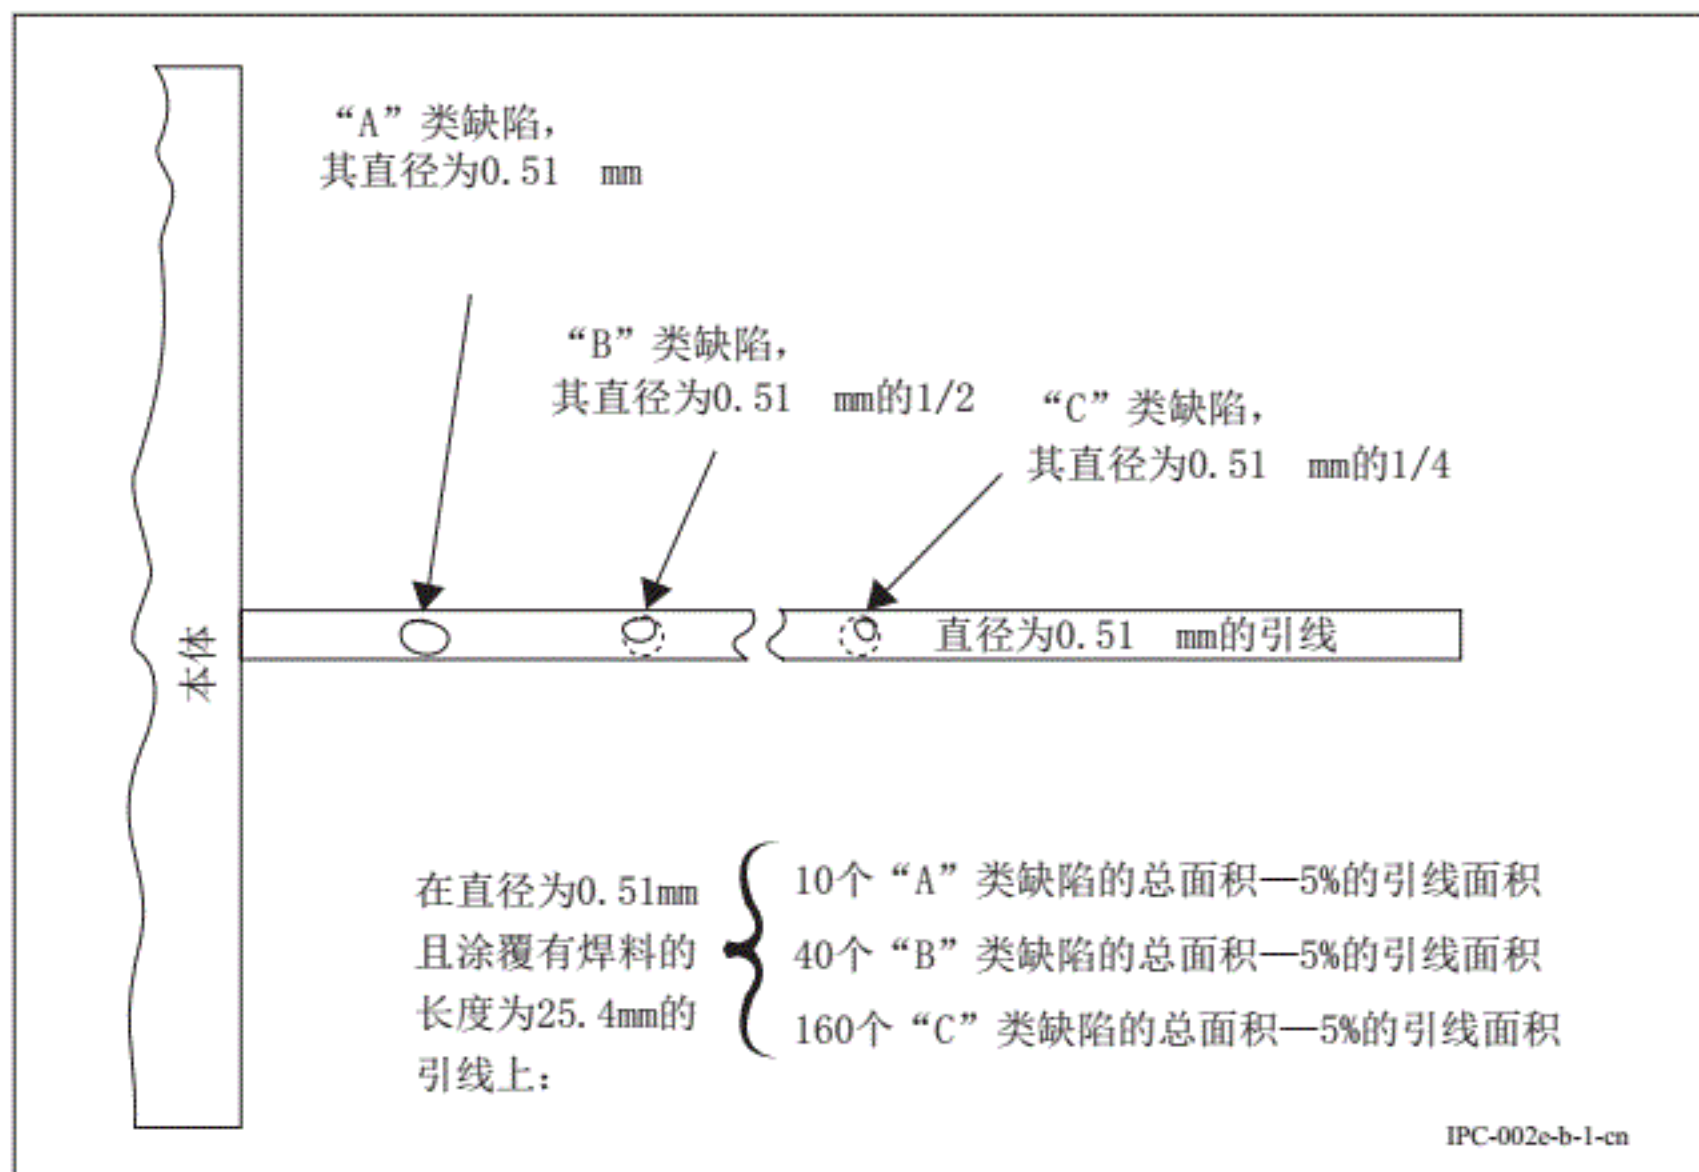 “A”类缺陷,
其直径为0.51 mm
“B”类缺陷,
其直径为0.51 mm的1/2
“C”类缺陷,
其直径为0.51 mm的1/4
直径为0.51 mm的引线
本体
在直径为0.51mm
且涂覆有焊料的
长度为25.4mm的
引线上:
10个“A”类缺陷的总面积—5%的引线面积
40个“B”类缺陷的总面积—5%的引线面积
160个“C”类缺陷的总面积—5%的引线面积
IPC-002e-b-1-cn